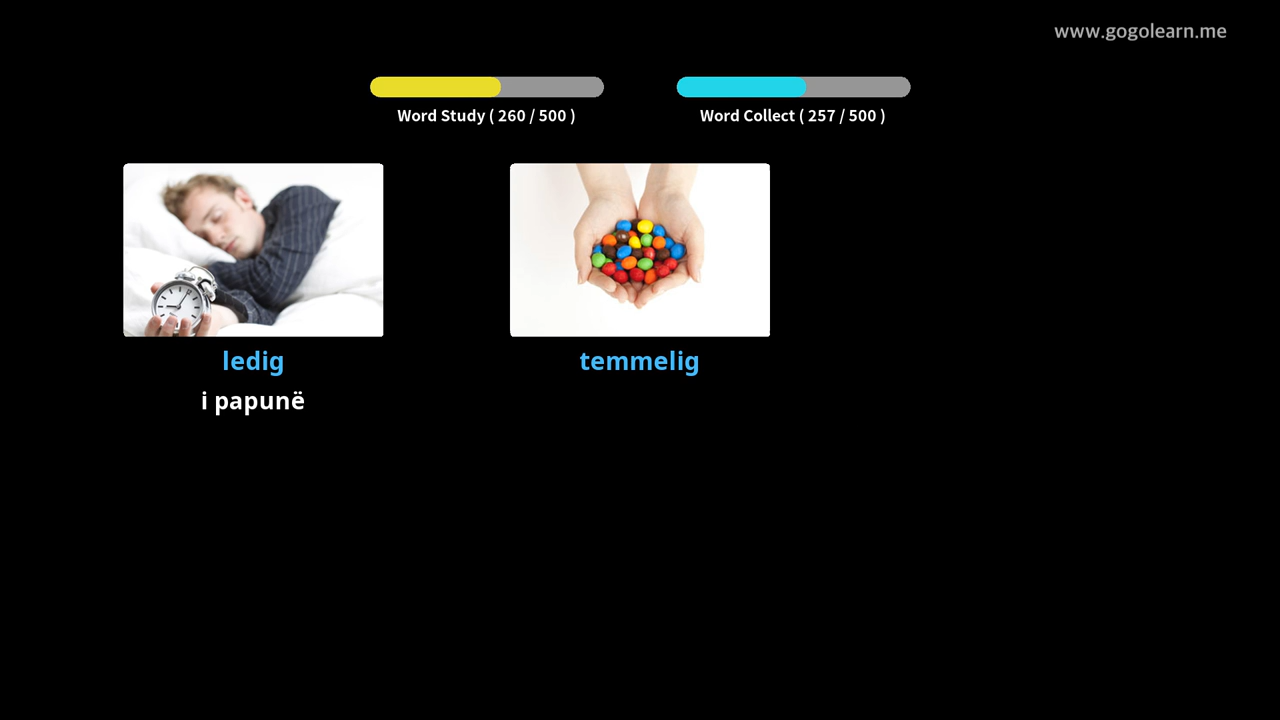 www.gogolearn.me
Word Study ( 260 / 500 )
Word Collect ( 257 / 500 )
ledig
temmelig
i papunë